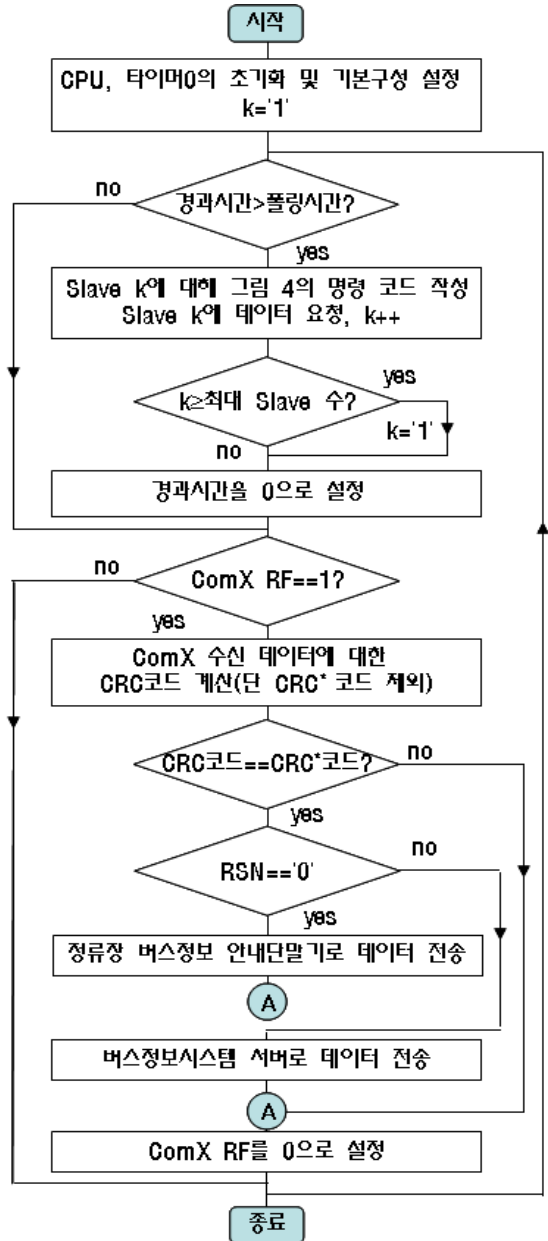 시작
CPU, 타이머0의 초기화 및 기본구성 설정
k='1'
no
경과시간>폴링시간?
yes
Slave k에 대해 그림 4의 명령 코드 작성
Slave k에 데이터 요청, k++
yes
k≥최대 Slave 수?
k='1'
no
경과시간을 0으로 설정
no
ComX RF==1?
yes
ComX 수신 데이터에 대한
CRC코드 계산(단 CRC* 코드 제외)
CRC코드==CRC*코드?
no
yes
no
RSN=='0'
yes
정류장 버스정보 안내단말기로 데이터 전송
A
버스정보시스템 서버로 데이터 전송
A
ComX RF를 0으로 설정
종료